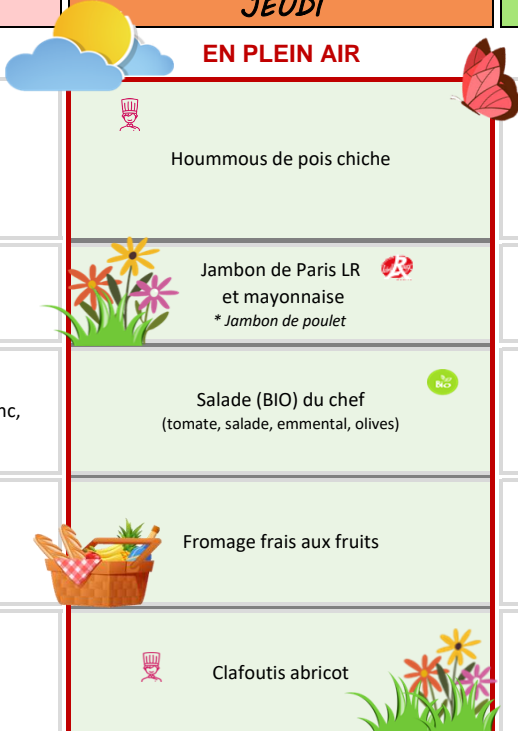 JEUDI
EN PLEIN AIR
Hoummous de pois chiche
Jambon de Paris LR
et mayonnaise
* Jambon de poulet
BIO
Salade (BIO) du chef
(tomate, salade, emmental, olives)
Fromage frais aux fruits
Clafoutis abricot